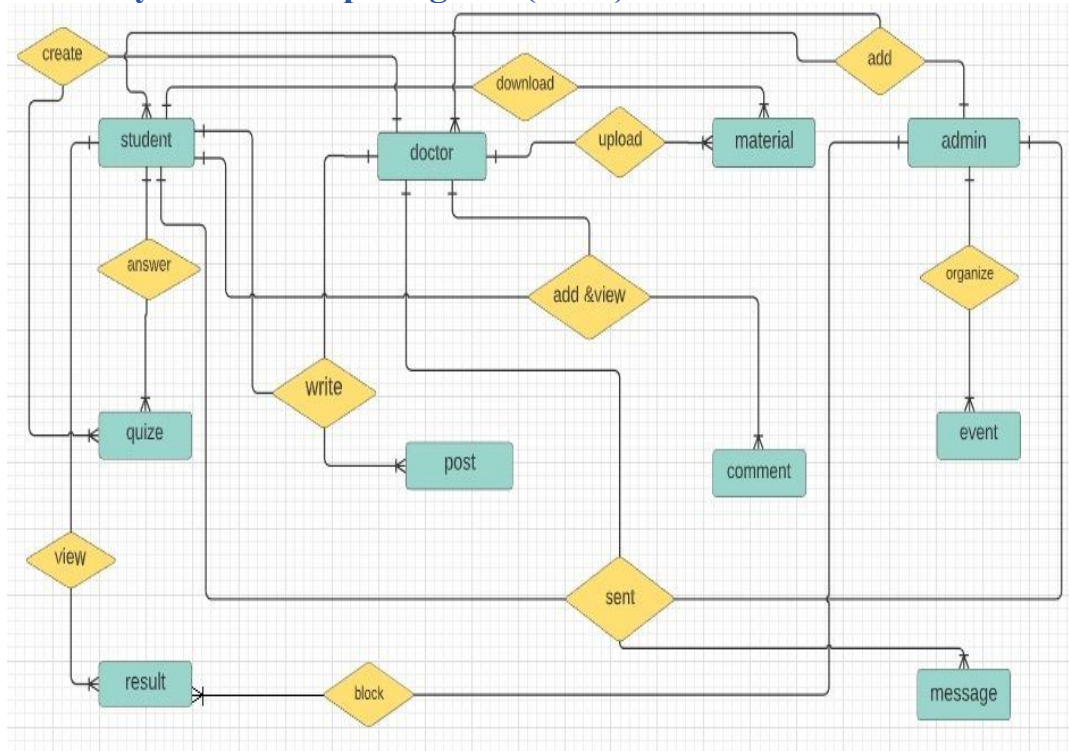 create
add
download
student
doctor
upload
material
admin
answer
add &view
organize
write
quize
post
comment
event
view
sent
result
block
message